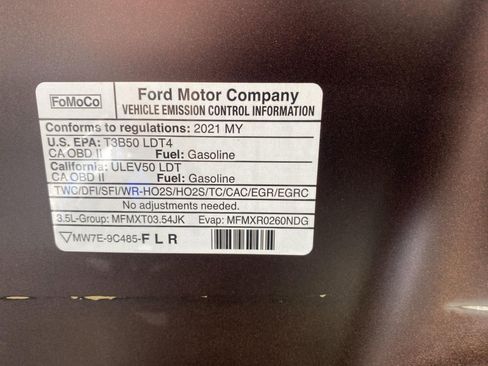 FoMoCo
Ford Motor Company
VEHICLE EMISSION CONTROL INFORMATION
Conforms to regulations: 2021 MY
U.S. EPA: T3B50 LDT4
CA OBD II Fuel: Gasoline
California: ULEV50 LDT
CA OBD II Fuel: Gasoline
TWC/DFI/SFI/WR-HO2S/HO2S/TC/CAC/EGR/EGRC
No adjustments needed.
3.5L-Group: MFMXT03.54JK Evap: MFMXR0260NDG
MW7E-9C485-F L R